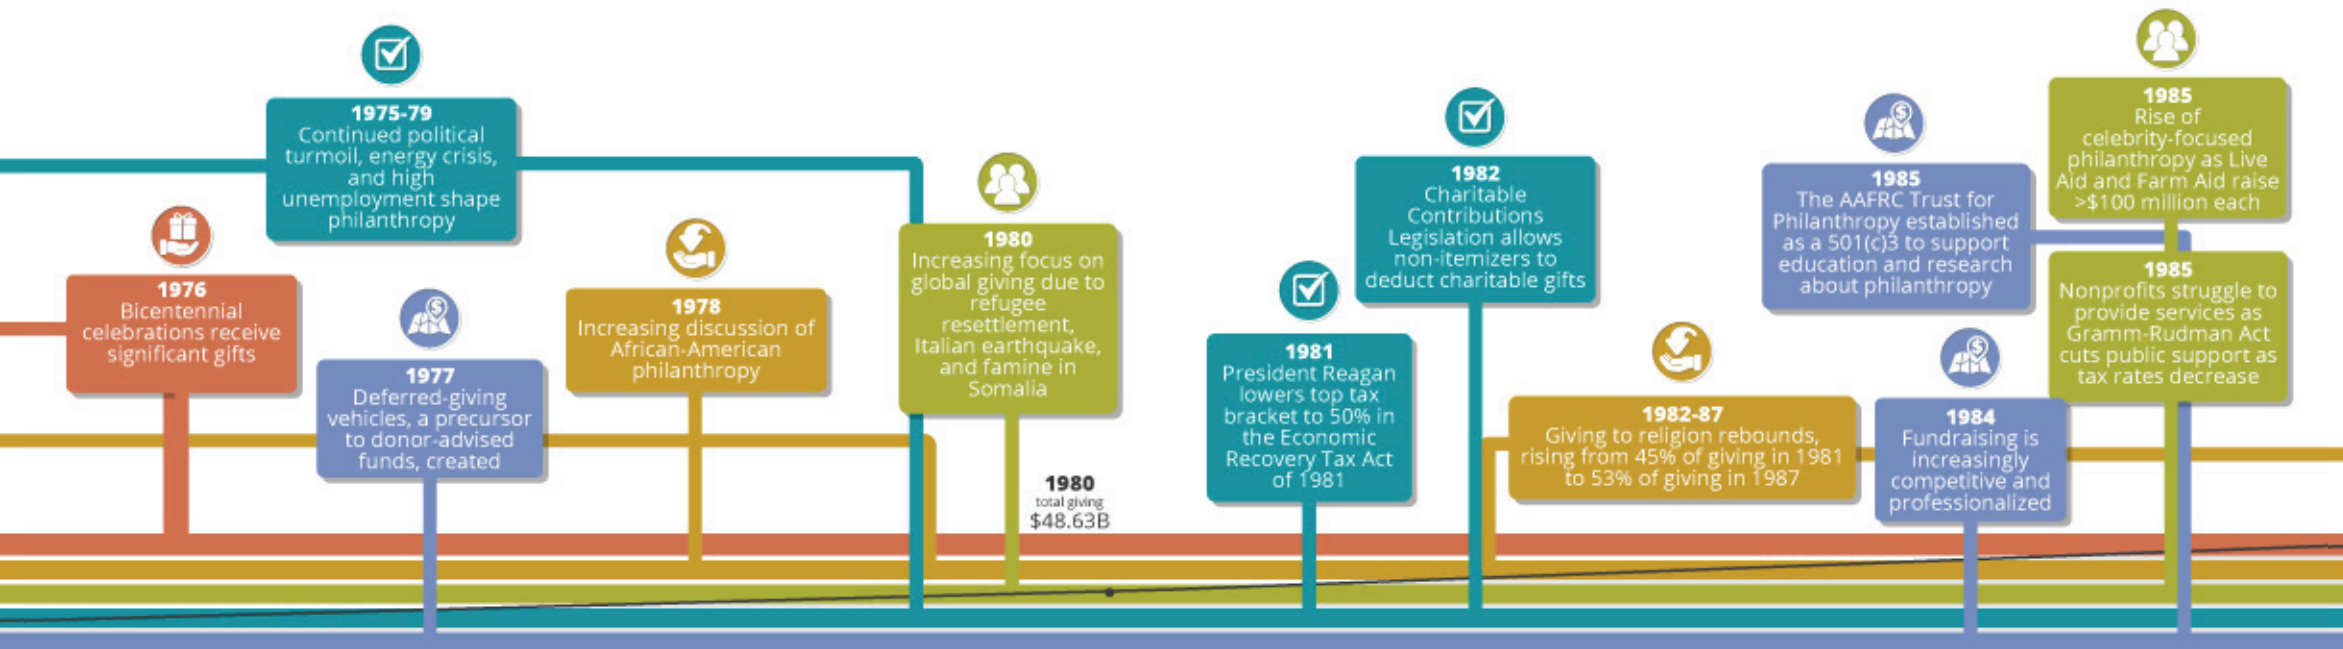 1975-79
Continued political
turmoil, energy crisis,
and high
unemployment shape
philanthropy
1976
Bicentennial
celebrations receive
significant gifts
1977
Deferred-giving
vehicles, a precursor
to donor-advised
funds, created
1978
Increasing discussion of
African-American
philanthropy
1980
Increasing focus on
global giving due to
refugee
resettlement,
Italian earthquake,
and famine in
Somalia
1980
total giving
$48.63B
1981
President Reagan
lowers top tax
bracket to 50% in
the Economic
Recovery Tax Act
of 1981
1982
Charitable
Contributions
Legislation allows
non-itemizers to
deduct charitable gifts
1982-87
Giving to religion rebounds,
rising from 45% of giving in 1981
to 53% of giving in 1987
1985
The AAFRC Trust for
Philanthropy established
as a 501(c)3 to support
education and research
about philanthropy
1984
Fundraising is
increasingly
competitive and
professionalized
1985
Rise of
celebrity-focused
philanthropy as Live
Aid and Farm Aid raise
>$100 million each
1985
Nonprofits struggle to
provide services as
Gramm-Rudman Act
cuts public support as
tax rates decrease